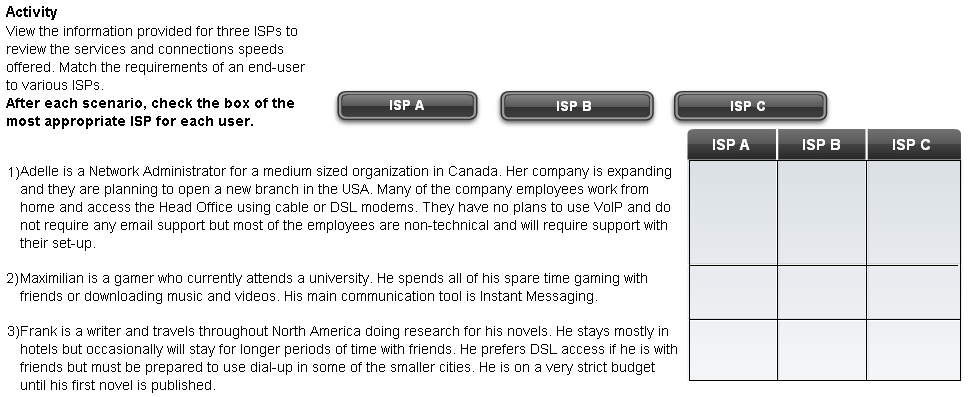 Activity
View the information provided for three ISPs to
review the services and connections speeds
offered. Match the requirements of an end-user
to various ISPs.
After each scenario, check the box of the
most appropriate ISP for each user.
ISP A ISP B ISP C
ISP A ISP B ISP C
1)Adelle is a Network Administrator for a medium sized organization in Canada. Her company is expanding
and they are planning to open a new branch in the USA. Many of the company employees work from
home and access the Head Office using cable or DSL modems. They have no plans to use VoIP and do
not require any email support but most of the employees are non-technical and will require support with
their set-up.
2)Maximilian is a gamer who currently attends a university. He spends all of his spare time gaming with
friends or downloading music and videos. His main communication tool is Instant Messaging.
3)Frank is a writer and travels throughout North America doing research for his novels. He stays mostly in
hotels but occasionally will stay for longer periods of time with friends. He prefers DSL access if he is with
friends but must be prepared to use dial-up in some of the smaller cities. He is on a very strict budget
until his first novel is published.